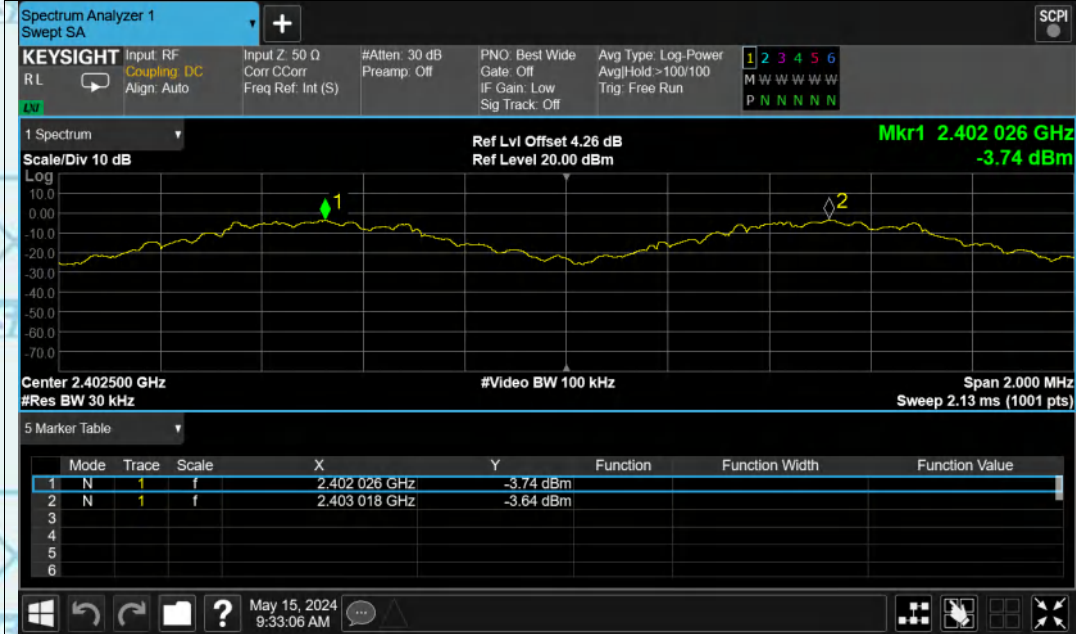 Spectrum Analyzer 1
Swept SA
+
SCPI
KEYSIGHT
RL
LXI
Input: RF
Coupling: DC
Align: Auto
Input Z: 50 Ω
Corr CCorr
Freq Ref: Int (S)
#Atten: 30 dB
Preamp: Off
PNO: Best Wide
Gate: Off
IF Gain: Low
Sig Track: Off
Avg Type: Log-Power
Avg|Hold:>100/100
Trig: Free Run
1 2 3 4 5 6
M W W W W W
P N N N N N
1 Spectrum
Scale/Div 10 dB
Ref Lvl Offset 4.26 dB
Ref Level 20.00 dBm
Mkr1 2.402 026 GHz
-3.74 dBm
Log
10.0
0.00
-10.0
-20.0
-30.0
-40.0
-50.0
-60.0
-70.0
1
2
Center 2.402500 GHz
#Video BW 100 kHz
Span 2.000 MHz
#Res BW 30 kHz
Sweep 2.13 ms (1001 pts)
5 Marker Table
Mode Trace Scale X Y Function Function Width Function Value
1 N 1 f 2.402 026 GHz -3.74 dBm
2 N 1 f 2.403 018 GHz -3.64 dBm
3
4
5
6
?
May 15, 2024
9:33:06 AM